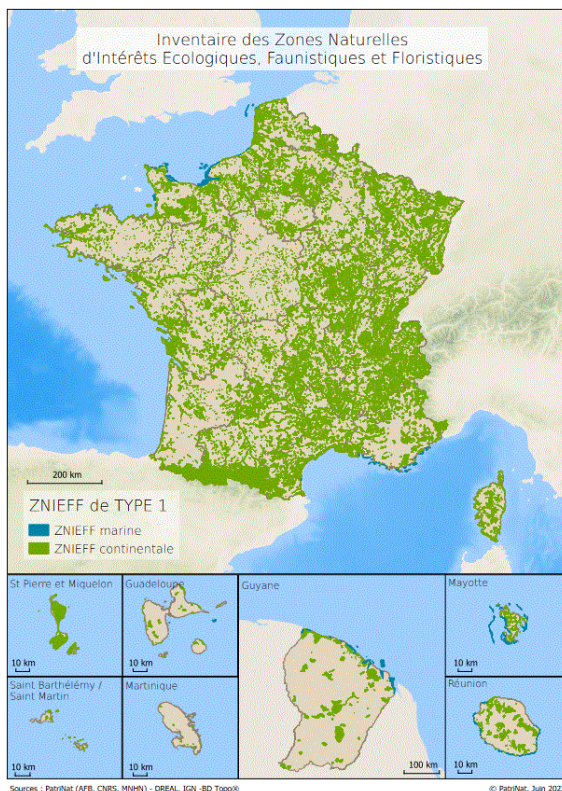 Inventaire des Zones Naturelles
d'Intérêts Ecologiques, Faunistiques et Floristiques
200 km
ZNIEFF de TYPE 1
ZNIEFF marine
ZNIEFF continentale
St Pierre et Miquelon
10 km
Guadeloupe
10 km
Guyane
100 km
Mayotte
10 km
Saint Barthélémy /
Saint Martin
10 km
Martinique
10 km
Réunion
10 km
Sources : PatriNat (AFB, CNRS, MNHN) - DREAL, IGN -BD Topo®
© PatriNat, Juin